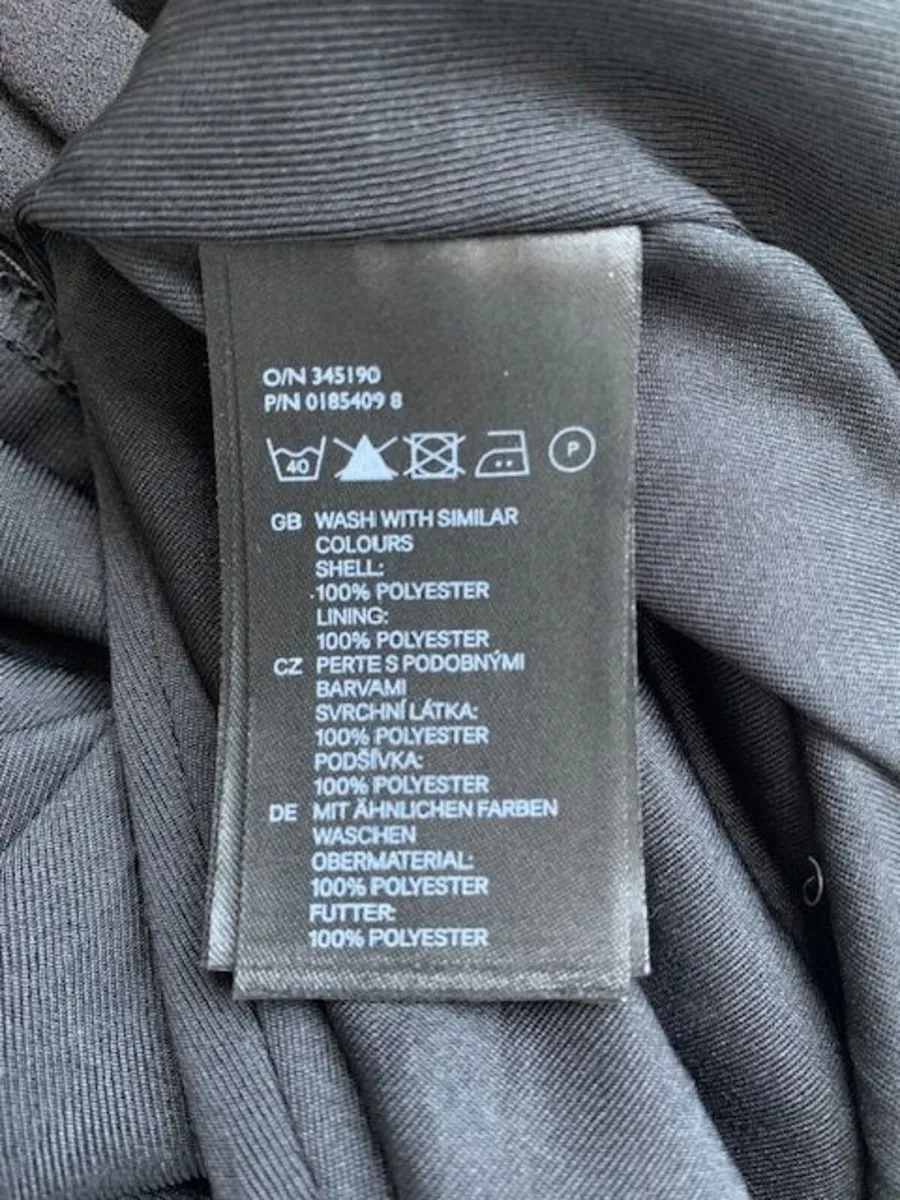 O/N 345190
P/N 0185409 8
40 P
GB WASH WITH SIMILAR
COLOURS
SHELL:
100% POLYESTER
LINING:
100% POLYESTER
CZ PERTE S PODOBNÝMI
BARVAMI
SVRCHNÍ LÁTKA:
100% POLYESTER
PODŠÍVKA:
100% POLYESTER
DE MIT ÄHNLICHEN FARBEN
WASCHEN
OBERMATERIAL:
100% POLYESTER
FUTTER:
100% POLYESTER